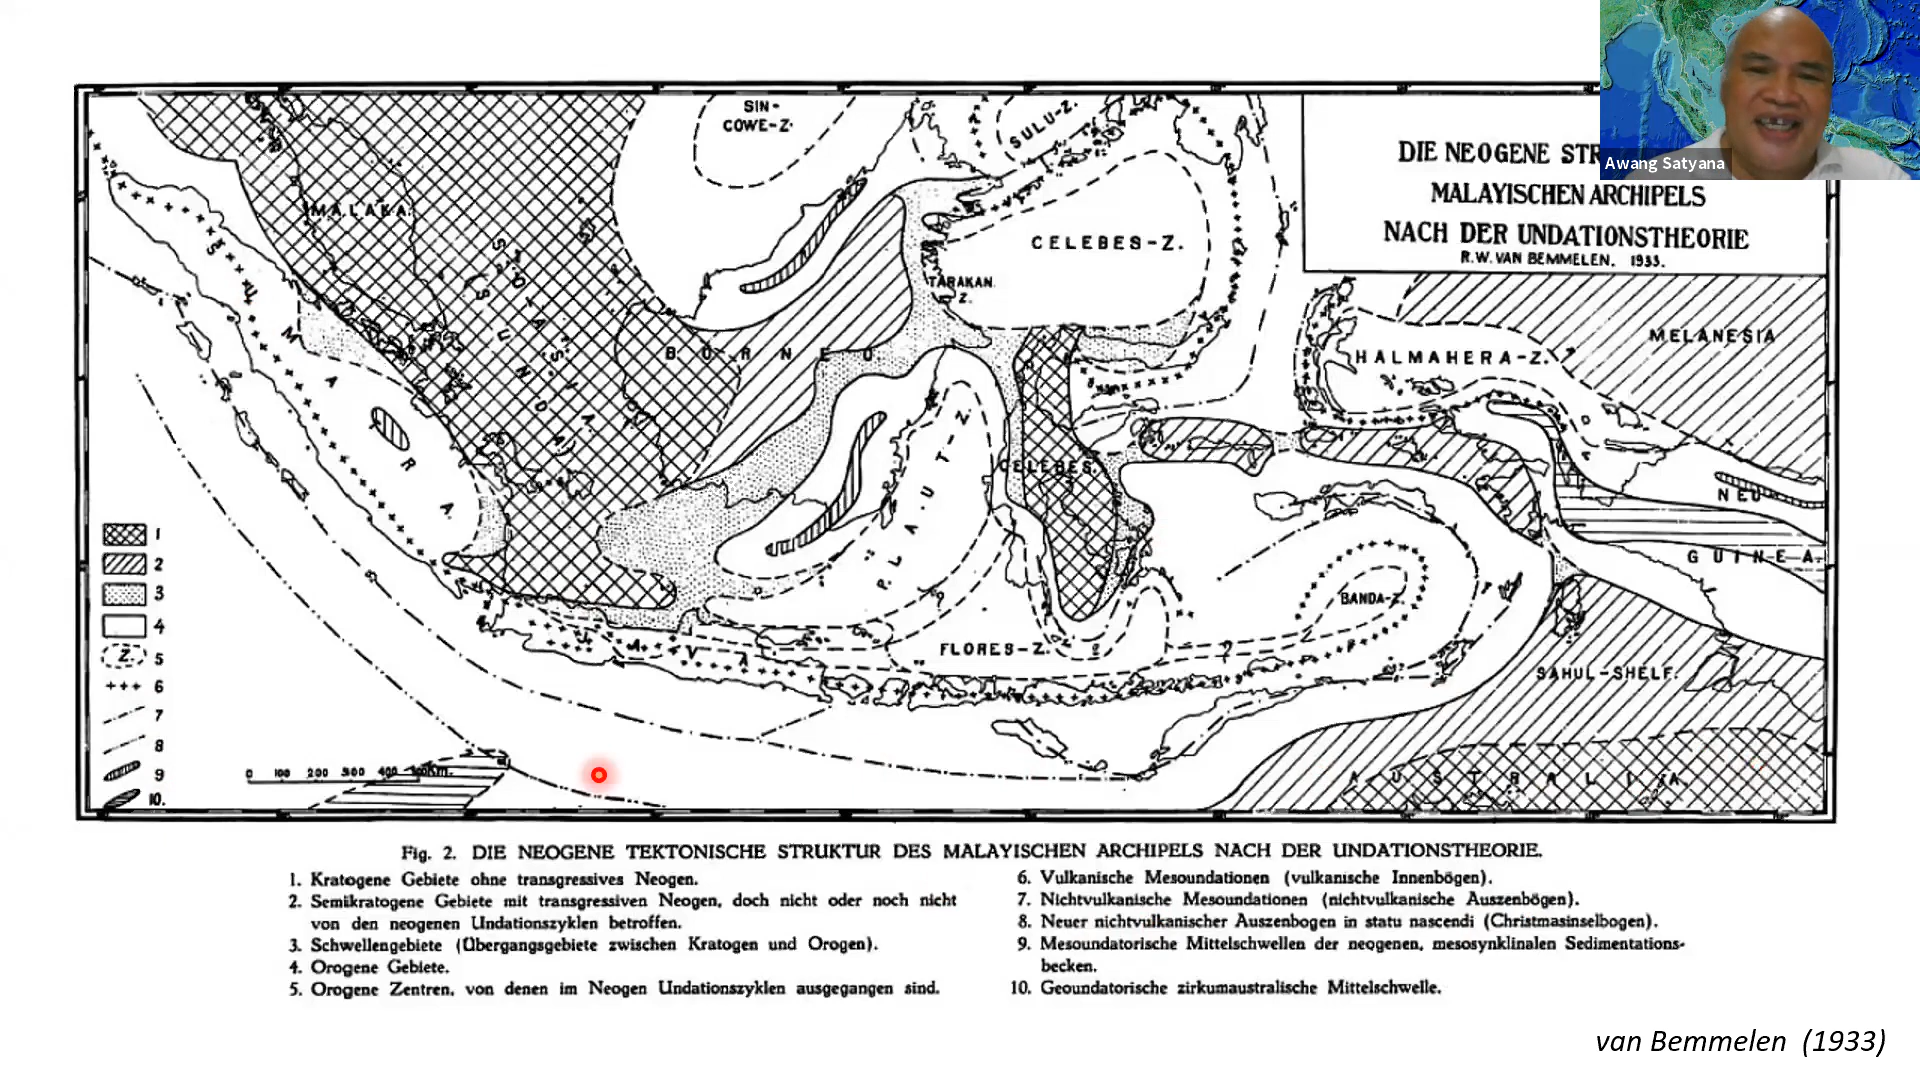 Awang Satyana
DIE NEOGENE
MALAYISCHEN ARCHIPELS
NACH DER UNDATIONSTHEORIE
R.W. VAN BEMMELEN. 1933.
SIN-
COWE-Z.
SULU-Z.
MALAKA
CELEBES-Z.
TARAKAN
Z.
MELANESIA
HALMAHERA-Z.
BORNEO
SUMATRA
CELEBES
PLAUT-Z.
NEU
GUINEA
BANDA-Z.
FLORES-Z.
JAVA
SAHUL-SHELF.
AUSTRALIA
1
2
3
4
Z 5
6
7
8
9
10.
0 100 200 300 400 500 Km.
Fig. 2. DIE NEOGENE TEKTONISCHE STRUKTUR DES MALAYISCHEN ARCHIPELS NACH DER UNDATIONSTHEORIE.
1. Kratogene Gebiete ohne transgressives Neogen.
2. Semikratogene Gebiete mit transgressiven Neogen, doch nicht oder noch nicht
von den neogenen Undationszyklen betroffen.
3. Schwellengebiete (Übergangsgebiete zwischen Kratogen und Orogen).
4. Orogene Gebiete.
5. Orogene Zentren, von denen im Neogen Undationszyklen ausgegangen sind.
6. Vulkanische Mesoundationen (vulkanische Innenbögen).
7. Nichtvulkanische Mesoundationen (nichtvulkanische Auszenbögen).
8. Neuer nichtvulkanischer Auszenbogen in statu nascendi (Christmasinselbogen).
9. Mesoundatorische Mittelschwellen der neogenen, mesosynklinalen Sedimentations-
becken.
10. Geoundatorische zirkumaustralische Mittelschwelle.
van Bemmelen (1933)